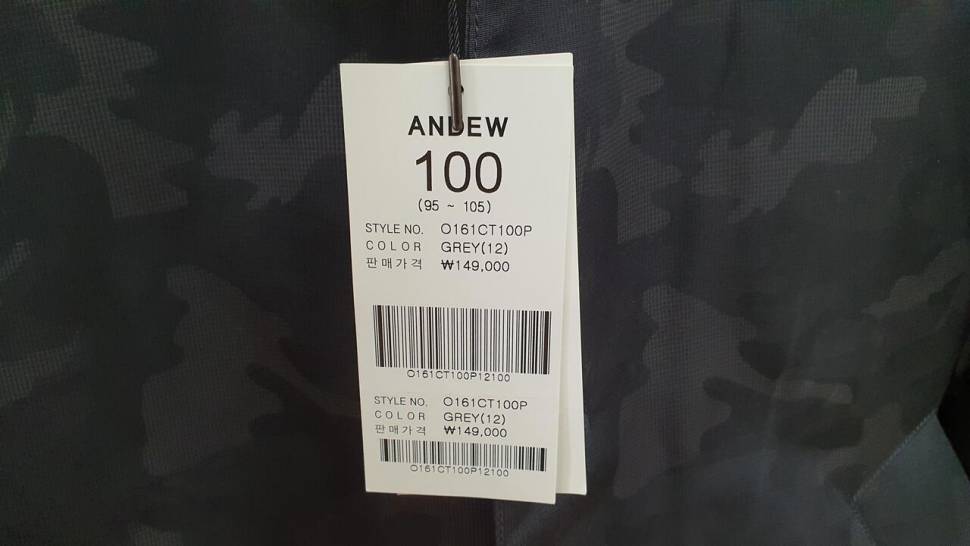 ANDEW
100
(95 ~ 105)
STYLE NO. O161CT100P
COLOR GREY(12)
판매가격 ₩149,000
O161CT100P12100
STYLE NO. O161CT100P
COLOR GREY(12)
판매가격 ₩149,000
O161CT100P12100